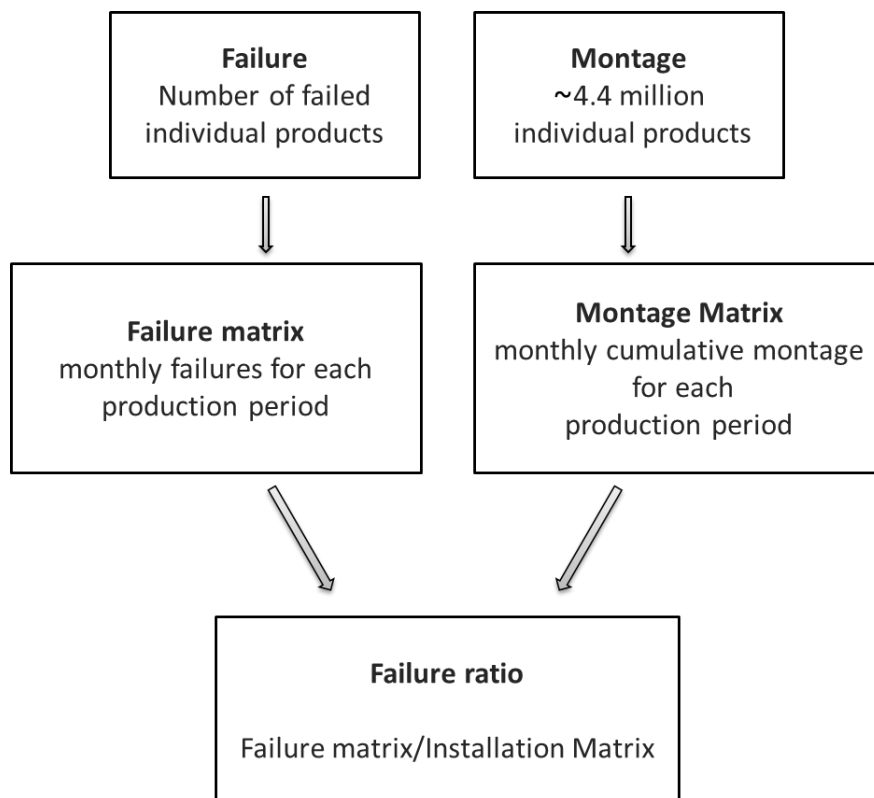 Failure
Number of failed
individual products
Montage
~4.4 million
individual products
Failure matrix
monthly failures for each
production period
Montage Matrix
monthly cumulative montage
for each
production period
Failure ratio
Failure matrix/Installation Matrix